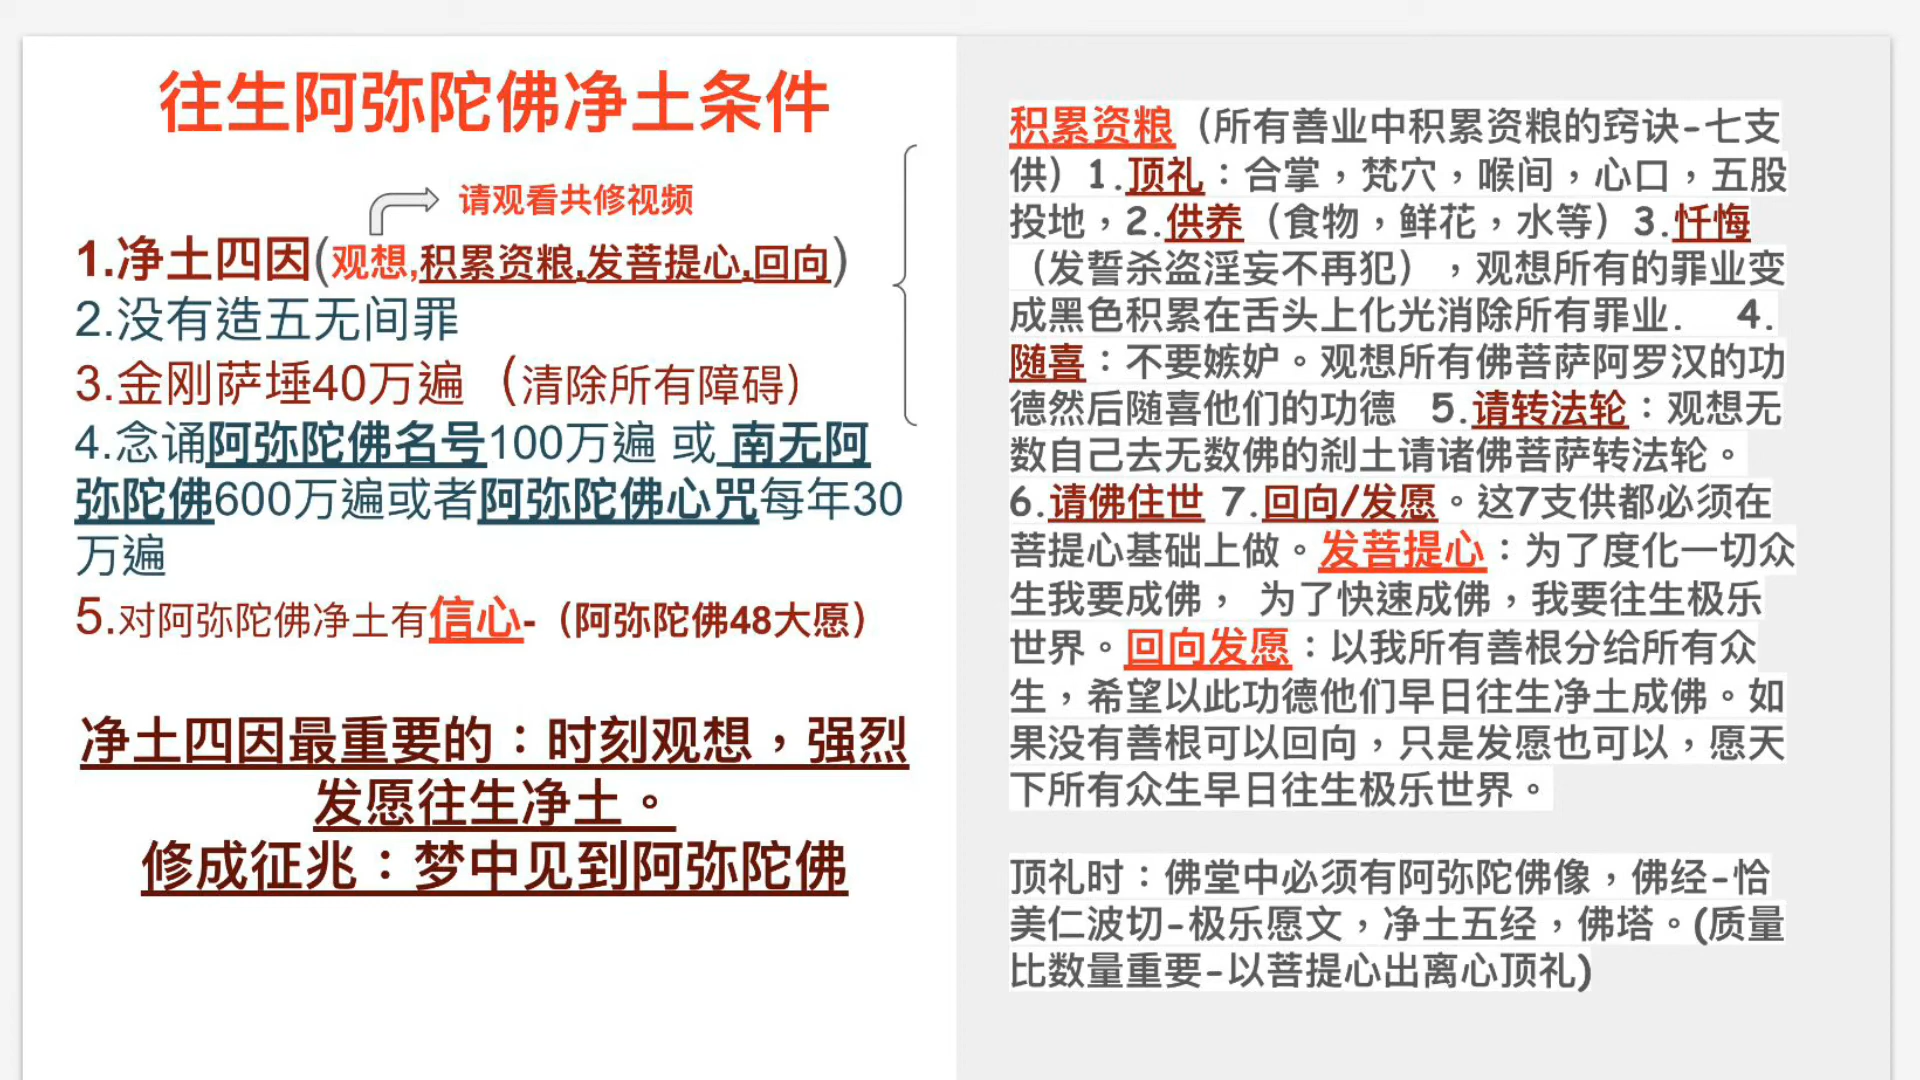 往生阿弥陀佛净土条件
请观看共修视频
1.净土四因(观想,积累资粮,发菩提心,回向)
2.没有造五无间罪
3.金刚萨埵40万遍（清除所有障碍）
4.念诵阿弥陀佛名号100万遍 或 南无阿
弥陀佛600万遍或者阿弥陀佛心咒每年30
万遍
5.对阿弥陀佛净土有信心-（阿弥陀佛48大愿）
净土四因最重要的：时刻观想，强烈
发愿往生净土。
修成征兆：梦中见到阿弥陀佛
积累资粮（所有善业中积累资粮的窍诀-七支
供）1.顶礼：合掌，梵穴，喉间，心口，五股
投地，2.供养（食物，鲜花，水等）3.忏悔
（发誓杀盗淫妄不再犯），观想所有的罪业变
成黑色积累在舌头上化光消除所有罪业. 4.
随喜：不要嫉妒。观想所有佛菩萨阿罗汉的功
德然后随喜他们的功德 5.请转法轮：观想无
数自己去无数佛的刹土请诸佛菩萨转法轮。
6.请佛住世 7.回向/发愿。这7支供都必须在
菩提心基础上做。发菩提心：为了度化一切众
生我要成佛， 为了快速成佛，我要往生极乐
世界。回向发愿：以我所有善根分给所有众
生，希望以此功德他们早日往生净土成佛。如
果没有善根可以回向，只是发愿也可以，愿天
下所有众生早日往生极乐世界。
顶礼时：佛堂中必须有阿弥陀佛像，佛经-恰
美仁波切-极乐愿文，净土五经，佛塔。(质量
比数量重要-以菩提心出离心顶礼)